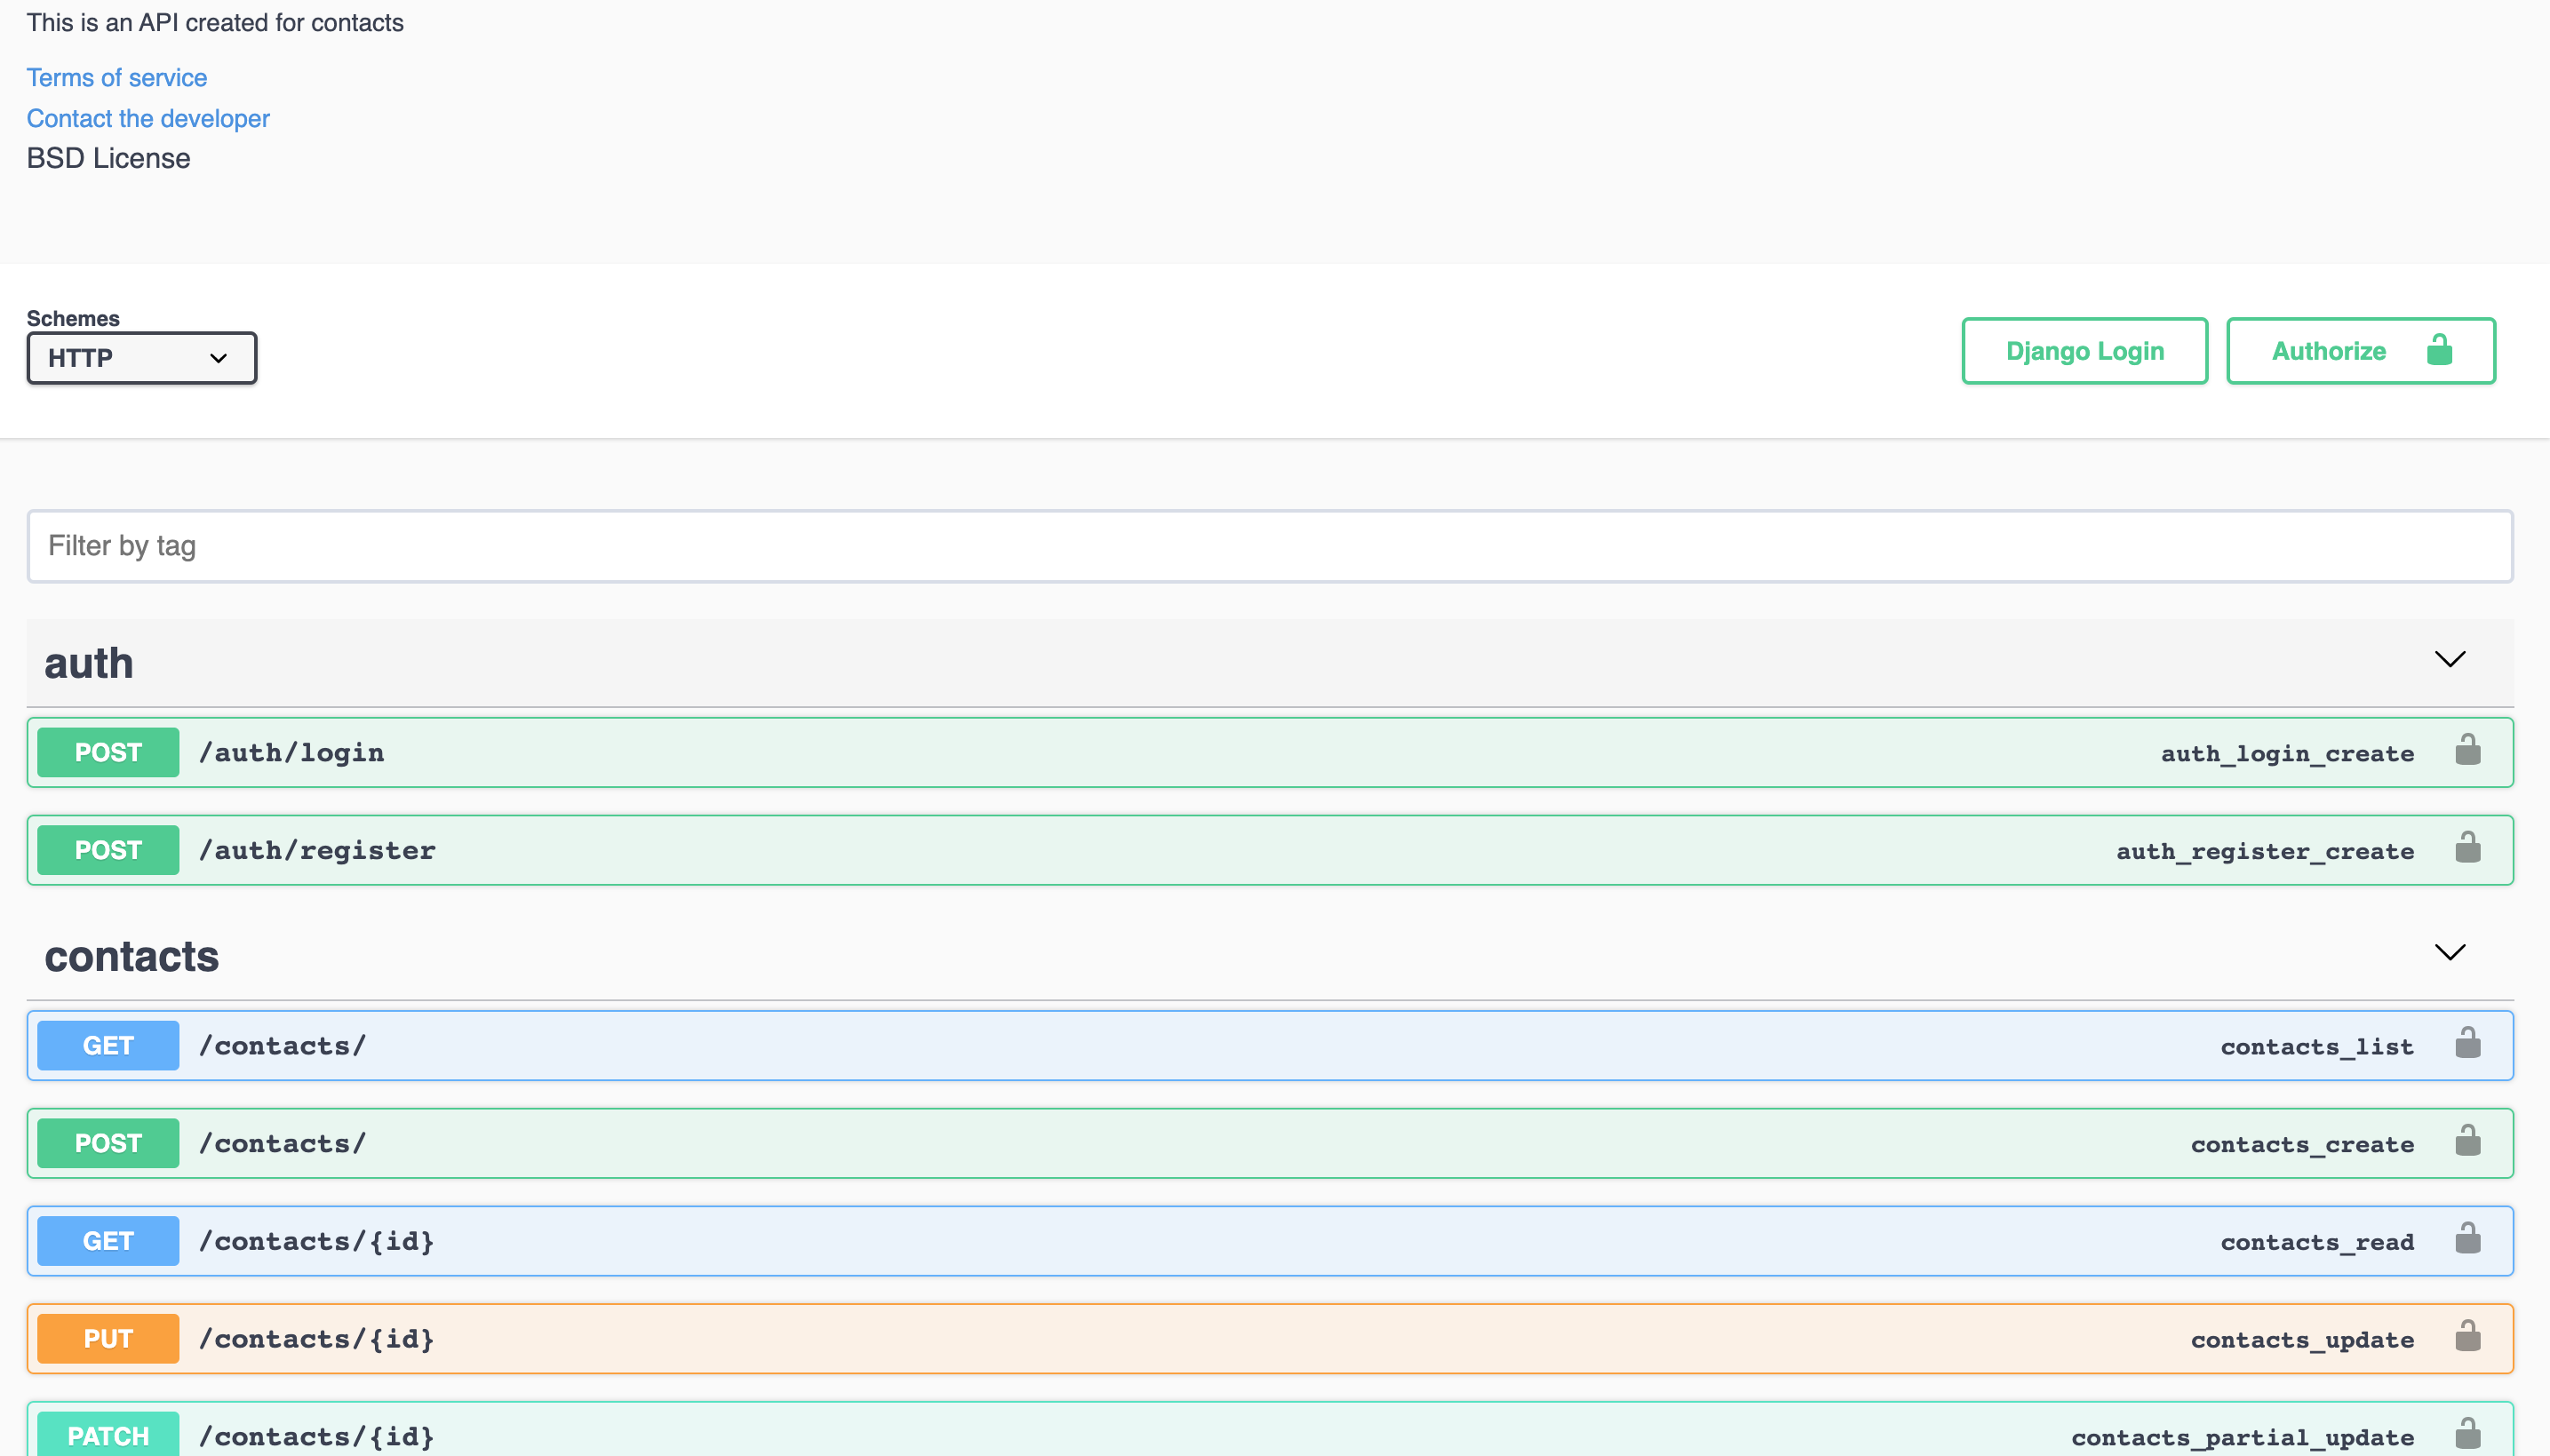 This is an API created for contacts
Terms of service
Contact the developer
BSD License
Schemes
HTTP
Django Login
Authorize
Filter by tag
auth
POST /auth/login auth_login_create
POST /auth/register auth_register_create
contacts
GET /contacts/ contacts_list
POST /contacts/ contacts_create
GET /contacts/{id} contacts_read
PUT /contacts/{id} contacts_update
PATCH /contacts/{id} contacts_partial_update